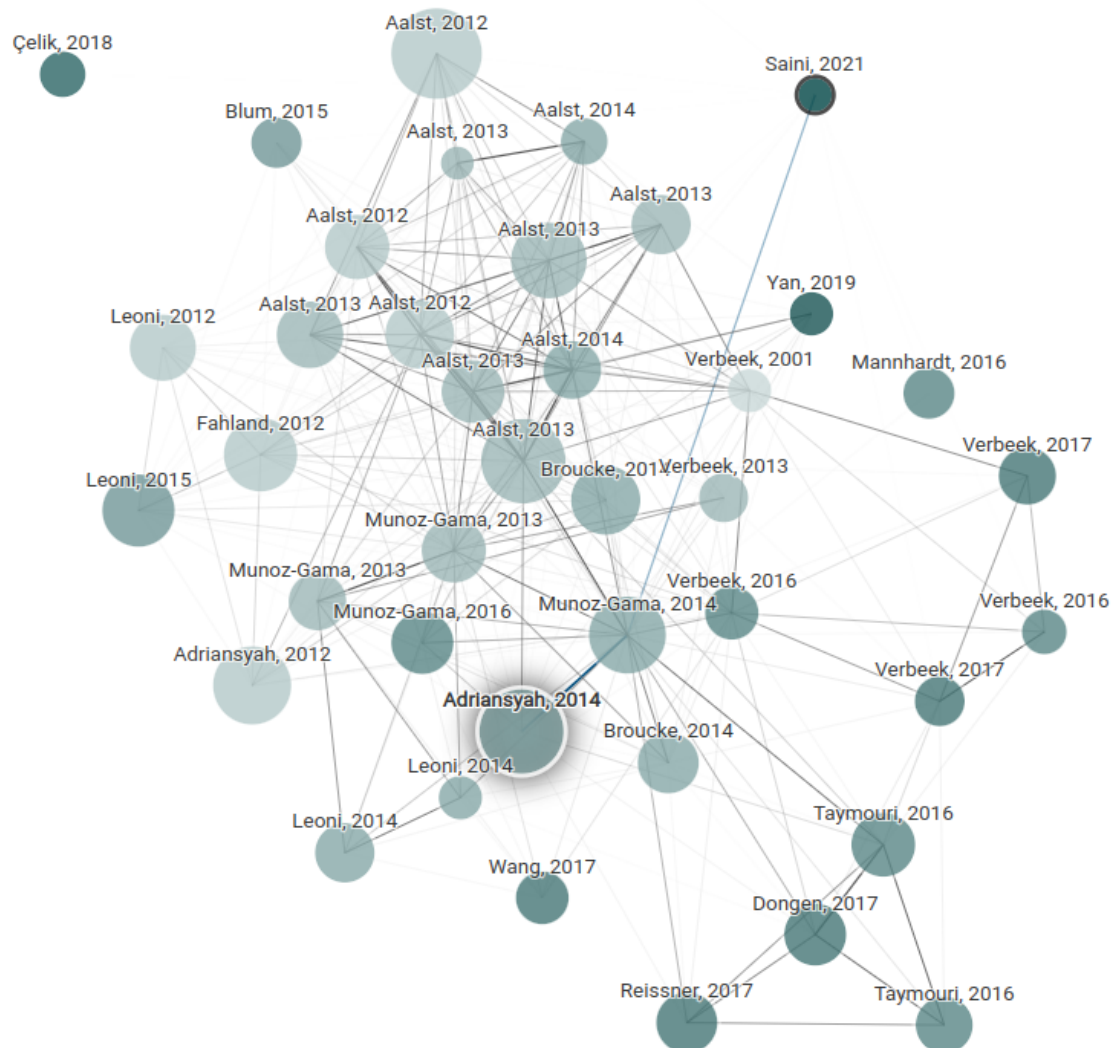 Aalst, 2012
Çelik, 2018
Saini, 2021
Blum, 2015
Aalst, 2014
Aalst, 2013
Aalst, 2013
Aalst, 2012
Aalst, 2013
Yan, 2019
Aalst, 2013
Aalst, 2012
Leoni, 2012
Aalst, 2014
Verbeek, 2001
Mannhardt, 2016
Aalst, 2013
Fahland, 2012
Aalst, 2013
Verbeek, 2017
Broucke, 2014
Verbeek, 2013
Leoni, 2015
Munoz-Gama, 2013
Munoz-Gama, 2013
Verbeek, 2016
Verbeek, 2016
Munoz-Gama, 2016
Munoz-Gama, 2014
Adriansyah, 2012
Verbeek, 2017
Adriansyah, 2014
Broucke, 2014
Leoni, 2014
Leoni, 2014
Taymouri, 2016
Wang, 2017
Dongen, 2017
Reissner, 2017
Taymouri, 2016